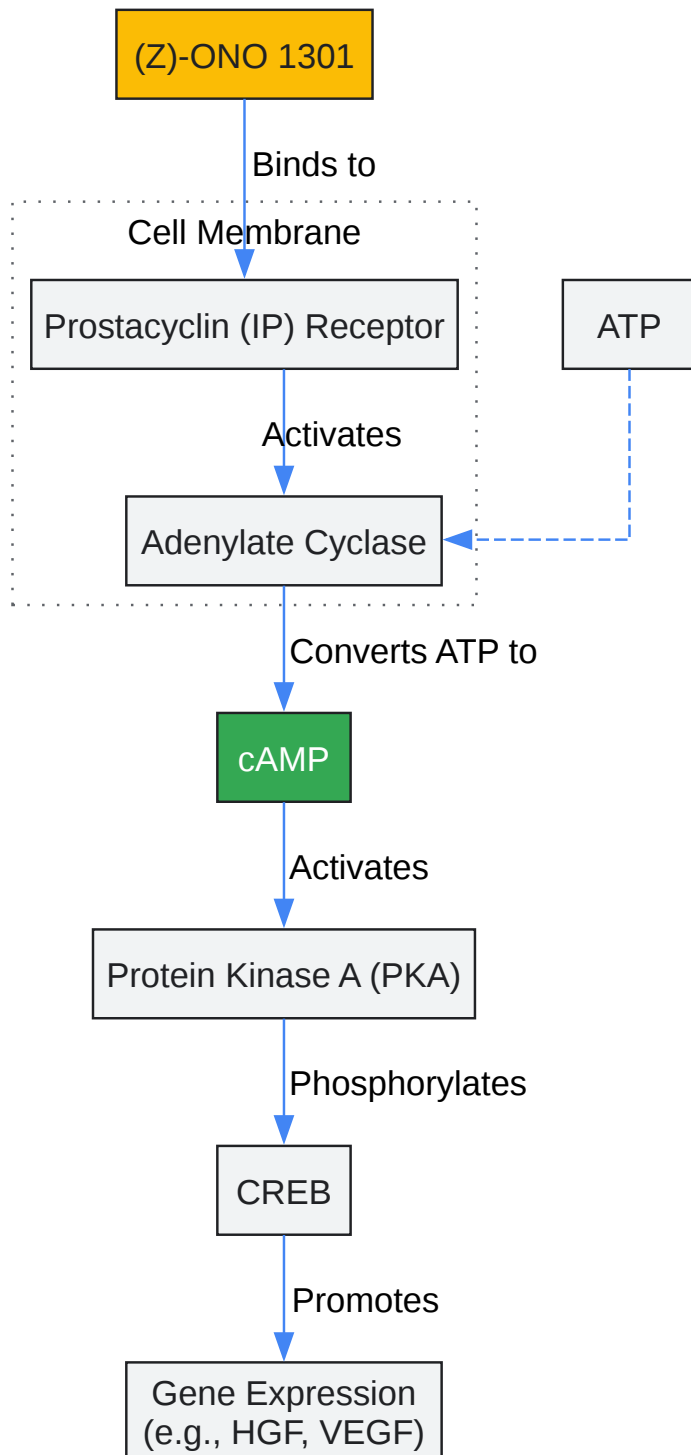 (Z)-ONO 1301
Binds to
Cell Membrane
Prostacyclin (IP) Receptor
ATP
Activates
Adenylate Cyclase
Converts ATP to
cAMP
Activates
Protein Kinase A (PKA)
Phosphorylates
CREB
Promotes
Gene Expression
(e.g., HGF, VEGF)